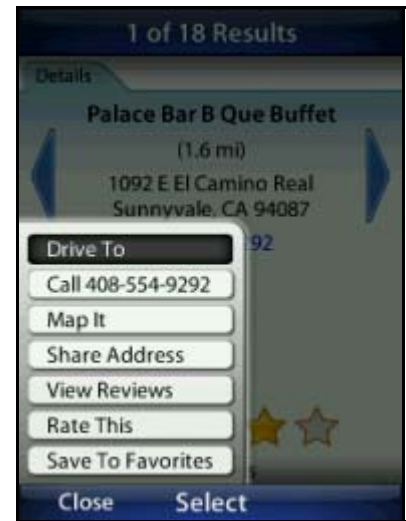 1 of 18 Results
Details
Palace Bar B Que Buffet
(1.6 mi)
1092 E El Camino Real
Sunnyvale, CA 94087
92
Drive To
Call 408-554-9292
Map It
Share Address
View Reviews
Rate This
Save To Favorites
Close Select